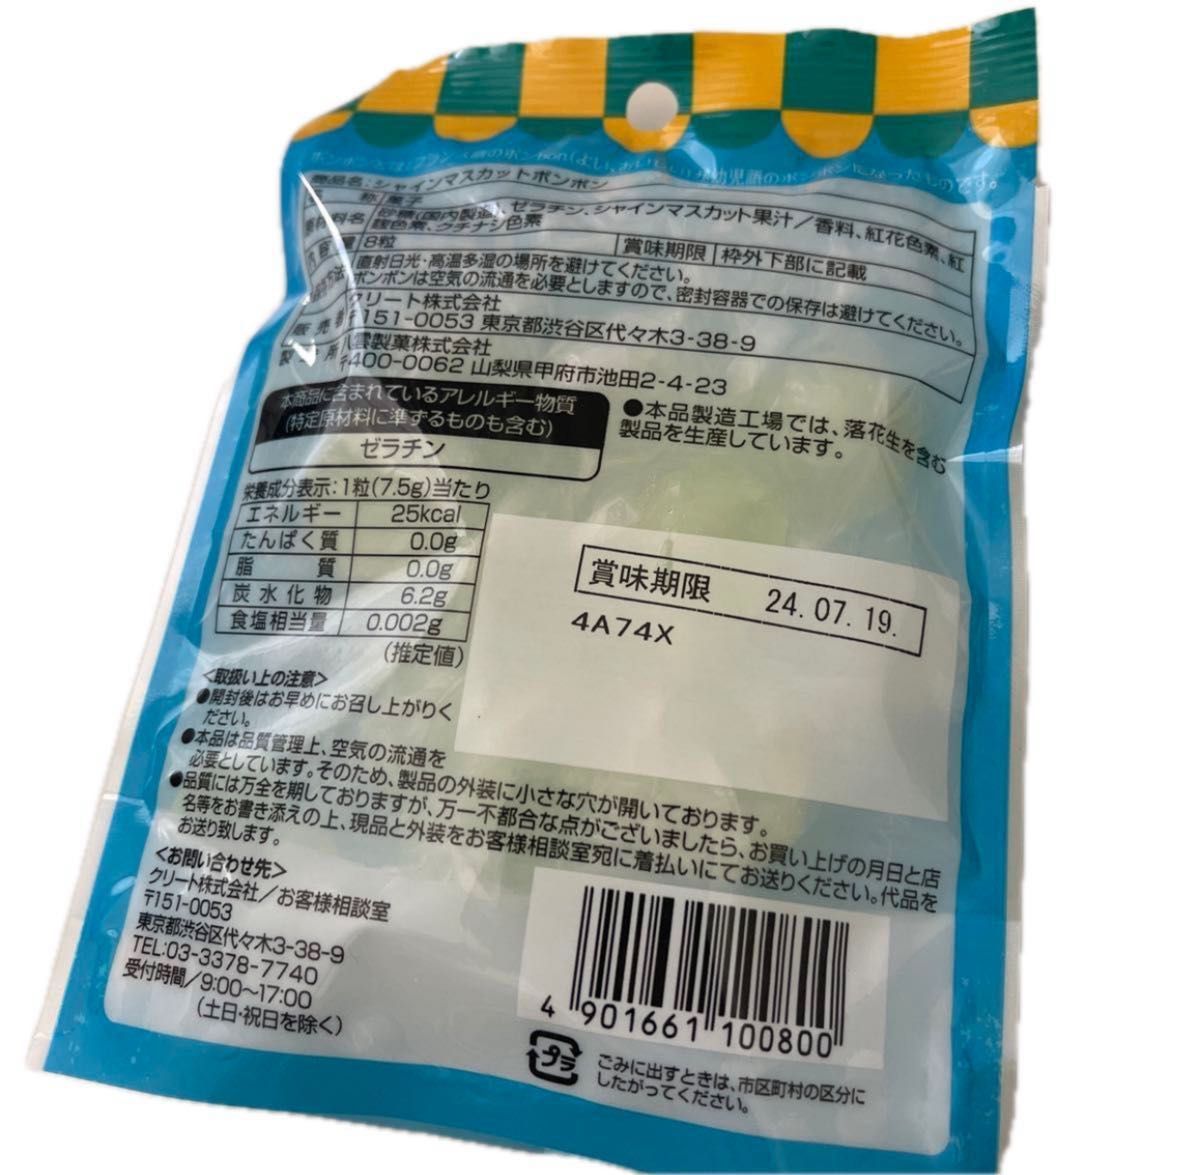 商品名:シャインマスカットボンボン
称 菓子
原材料名 砂糖(国内製造)、ゼラチン、シャインマスカット果汁／香料、紅花色素、紅
麹色素、クチナシ色素
内容量 8粒 賞味期限 枠外下部に記載
直射日光・高温多湿の場所を避けてください。
ボンボンは空気の流通を必要としますので、密封容器での保存は避けてください。
販売者 クリート株式会社
〒151-0053 東京都渋谷区代々木3-38-9
製 所 八雲製菓株式会社
〒400-0062 山梨県甲府市池田2-4-23
本商品に含まれているアレルギー物質
(特定原材料に準ずるものも含む)
ゼラチン
●本品製造工場では、落花生を含む
製品を生産しています。
栄養成分表示:1粒(7.5g)当たり
エネルギー 25kcal
たんぱく質 0.0g
脂質 0.0g
炭水化物 6.2g
食塩相当量 0.002g
(推定値)
賞味期限 24.07.19.
4A74X
<取扱い上の注意>
●開封後はお早めにお召し上がりく
ださい。
●本品は品質管理上、空気の流通を
必要としています。そのため、製品の外装に小さな穴が開いております。
●品質には万全を期しておりますが、万一不都合な点がございましたら、お買い上げの月日と店
名等をお書き添えの上、現品と外装をお客様相談室宛に着払いにてお送りください。代品を
お送り致します。
<お問い合わせ先>
クリート株式会社／お客様相談室
〒151-0053
東京都渋谷区代々木3-38-9
TEL:03-3378-7740
受付時間／9:00〜17:00
(土日・祝日を除く)
4 901661 100800
プラ
ごみに出すときは、市区町村の区分に
したがってください。